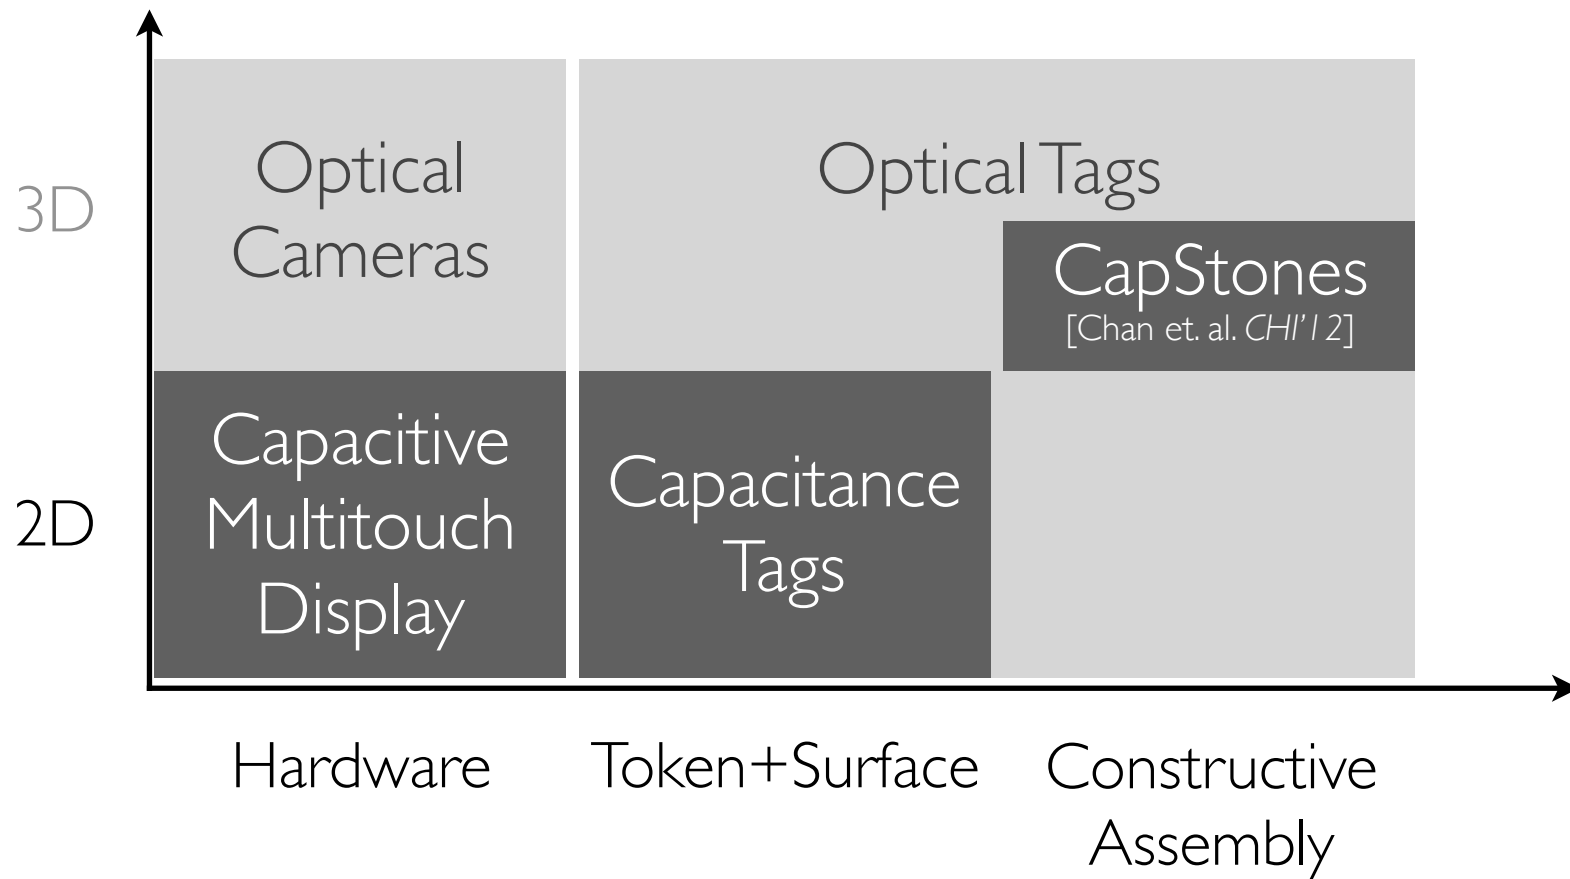 3D
Optical
Cameras
Optical Tags
CapStones
[Chan et. al. CHI'12]
2D
Capacitive
Multitouch
Display
Capacitance
Tags
Hardware
Token+Surface
Constructive
Assembly